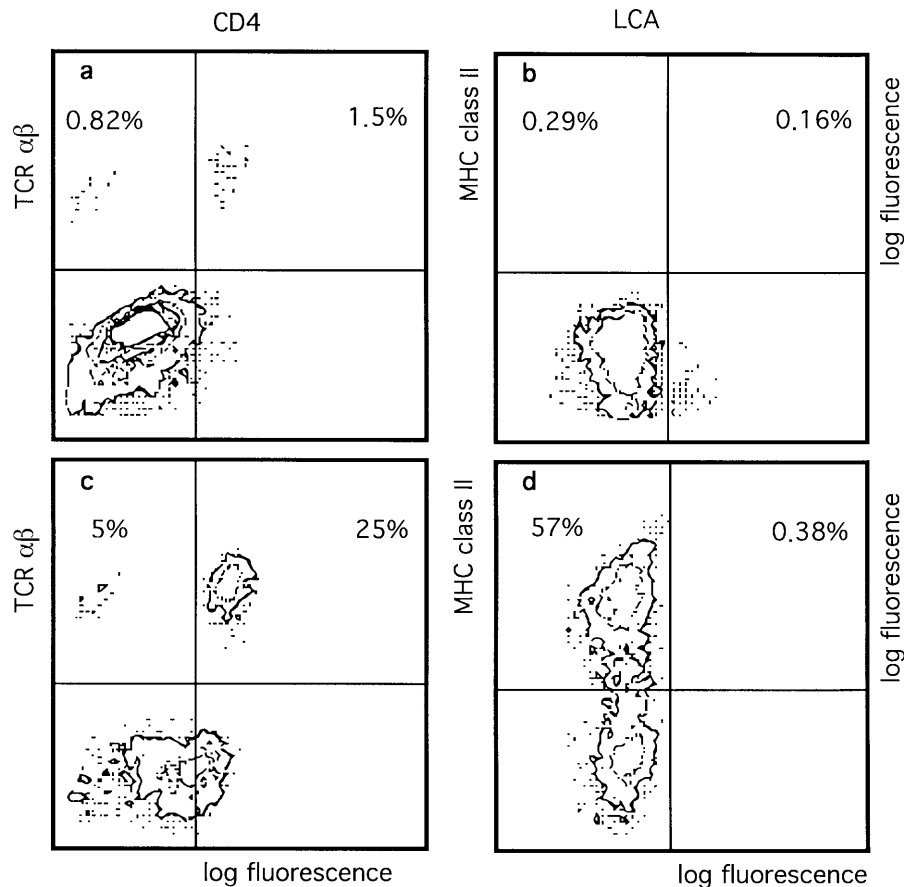 CD4
LCA
a
0.82%
1.5%
TCR αβ
b
0.29%
0.16%
MHC class II
log fluorescence
c
5%
25%
TCR αβ
d
57%
0.38%
MHC class II
log fluorescence
log fluorescence
log fluorescence